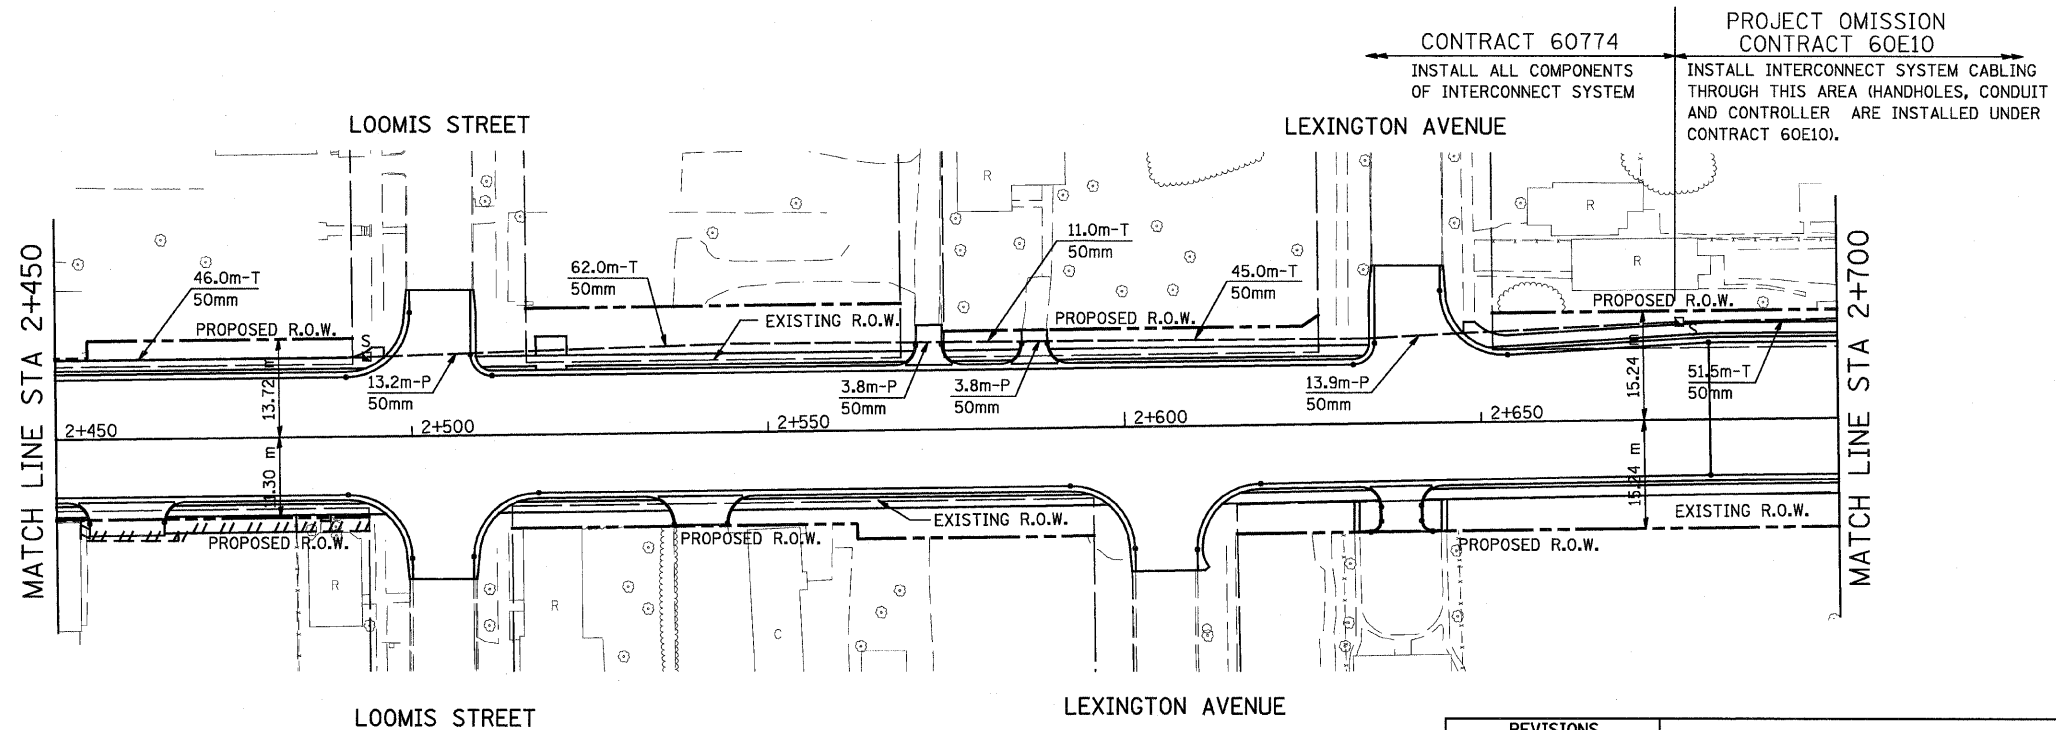 PROJECT OMISSION
CONTRACT 60774
CONTRACT 60E10
INSTALL ALL COMPONENTS
OF INTERCONNECT SYSTEM
INSTALL INTERCONNECT SYSTEM CABLING
THROUGH THIS AREA (HANDHOLES, CONDUIT
AND CONTROLLER ARE INSTALLED UNDER
CONTRACT 60E10).
LOOMIS STREET
LEXINGTON AVENUE
R
R
R
MATCH LINE STA 2+450
46.0m-T
50mm
62.0m-T
50mm
11.0m-T
50mm
45.0m-T
50mm
PROPOSED R.O.W.
PROPOSED R.O.W.
EXISTING R.O.W.
PROPOSED R.O.W.
S
13.72 m
13.2m-P
50mm
3.8m-P
50mm
3.8m-P
50mm
13.9m-P
50mm
15.24 m
51.5m-T
50mm
MATCH LINE STA 2+700
2+450
2+500
2+550
2+600
2+650
11.30 m
15.24 m
PROPOSED R.O.W.
PROPOSED R.O.W.
EXISTING R.O.W.
EXISTING R.O.W.
PROPOSED R.O.W.
R
R
C
LOOMIS STREET
LEXINGTON AVENUE
REVISIONS